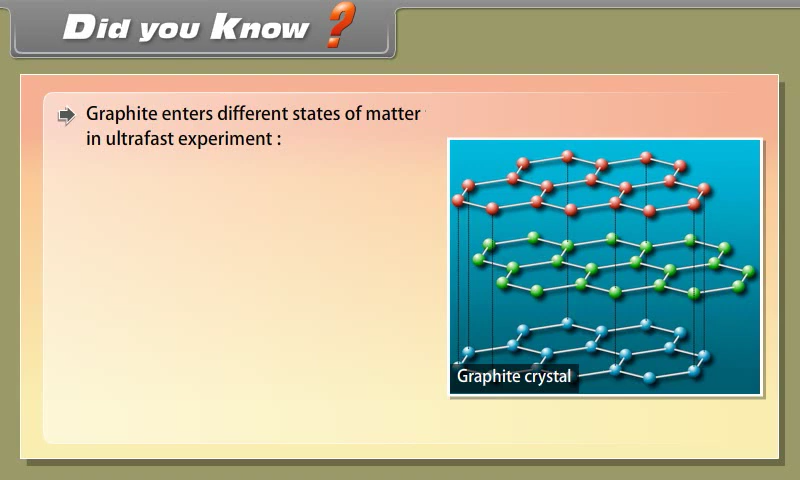 Did you Know ?
Graphite enters different states of matter
in ultrafast experiment :
Graphite crystal